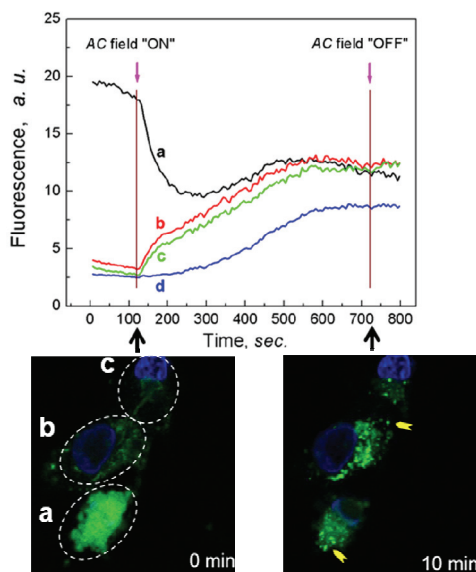 25
20
15
10
5
0
Fluorescence, a. u.
AC field "ON"
AC field "OFF"
a
b
c
d
0 100 200 300 400 500 600 700 800
Time, sec.
c
b
a
0 min
10 min